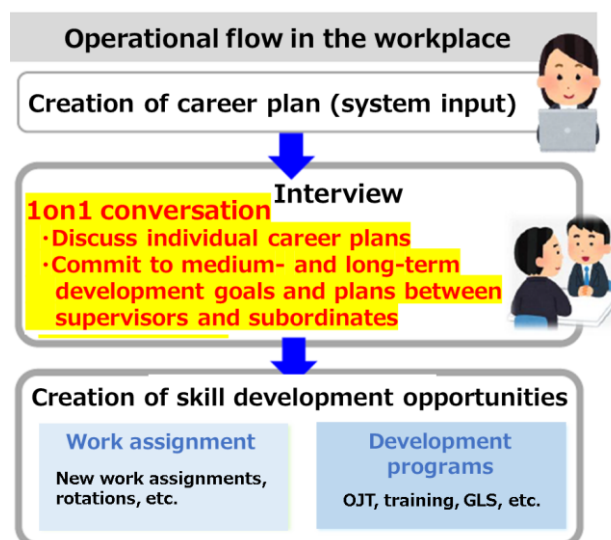 Operational flow in the workplace
Creation of career plan (system input)
Interview
1on1 conversation
・Discuss individual career plans
・Commit to medium- and long-term
development goals and plans between
supervisors and subordinates
Creation of skill development opportunities
Work assignment
New work assignments,
rotations, etc.
Development
programs
OJT, training, GLS, etc.